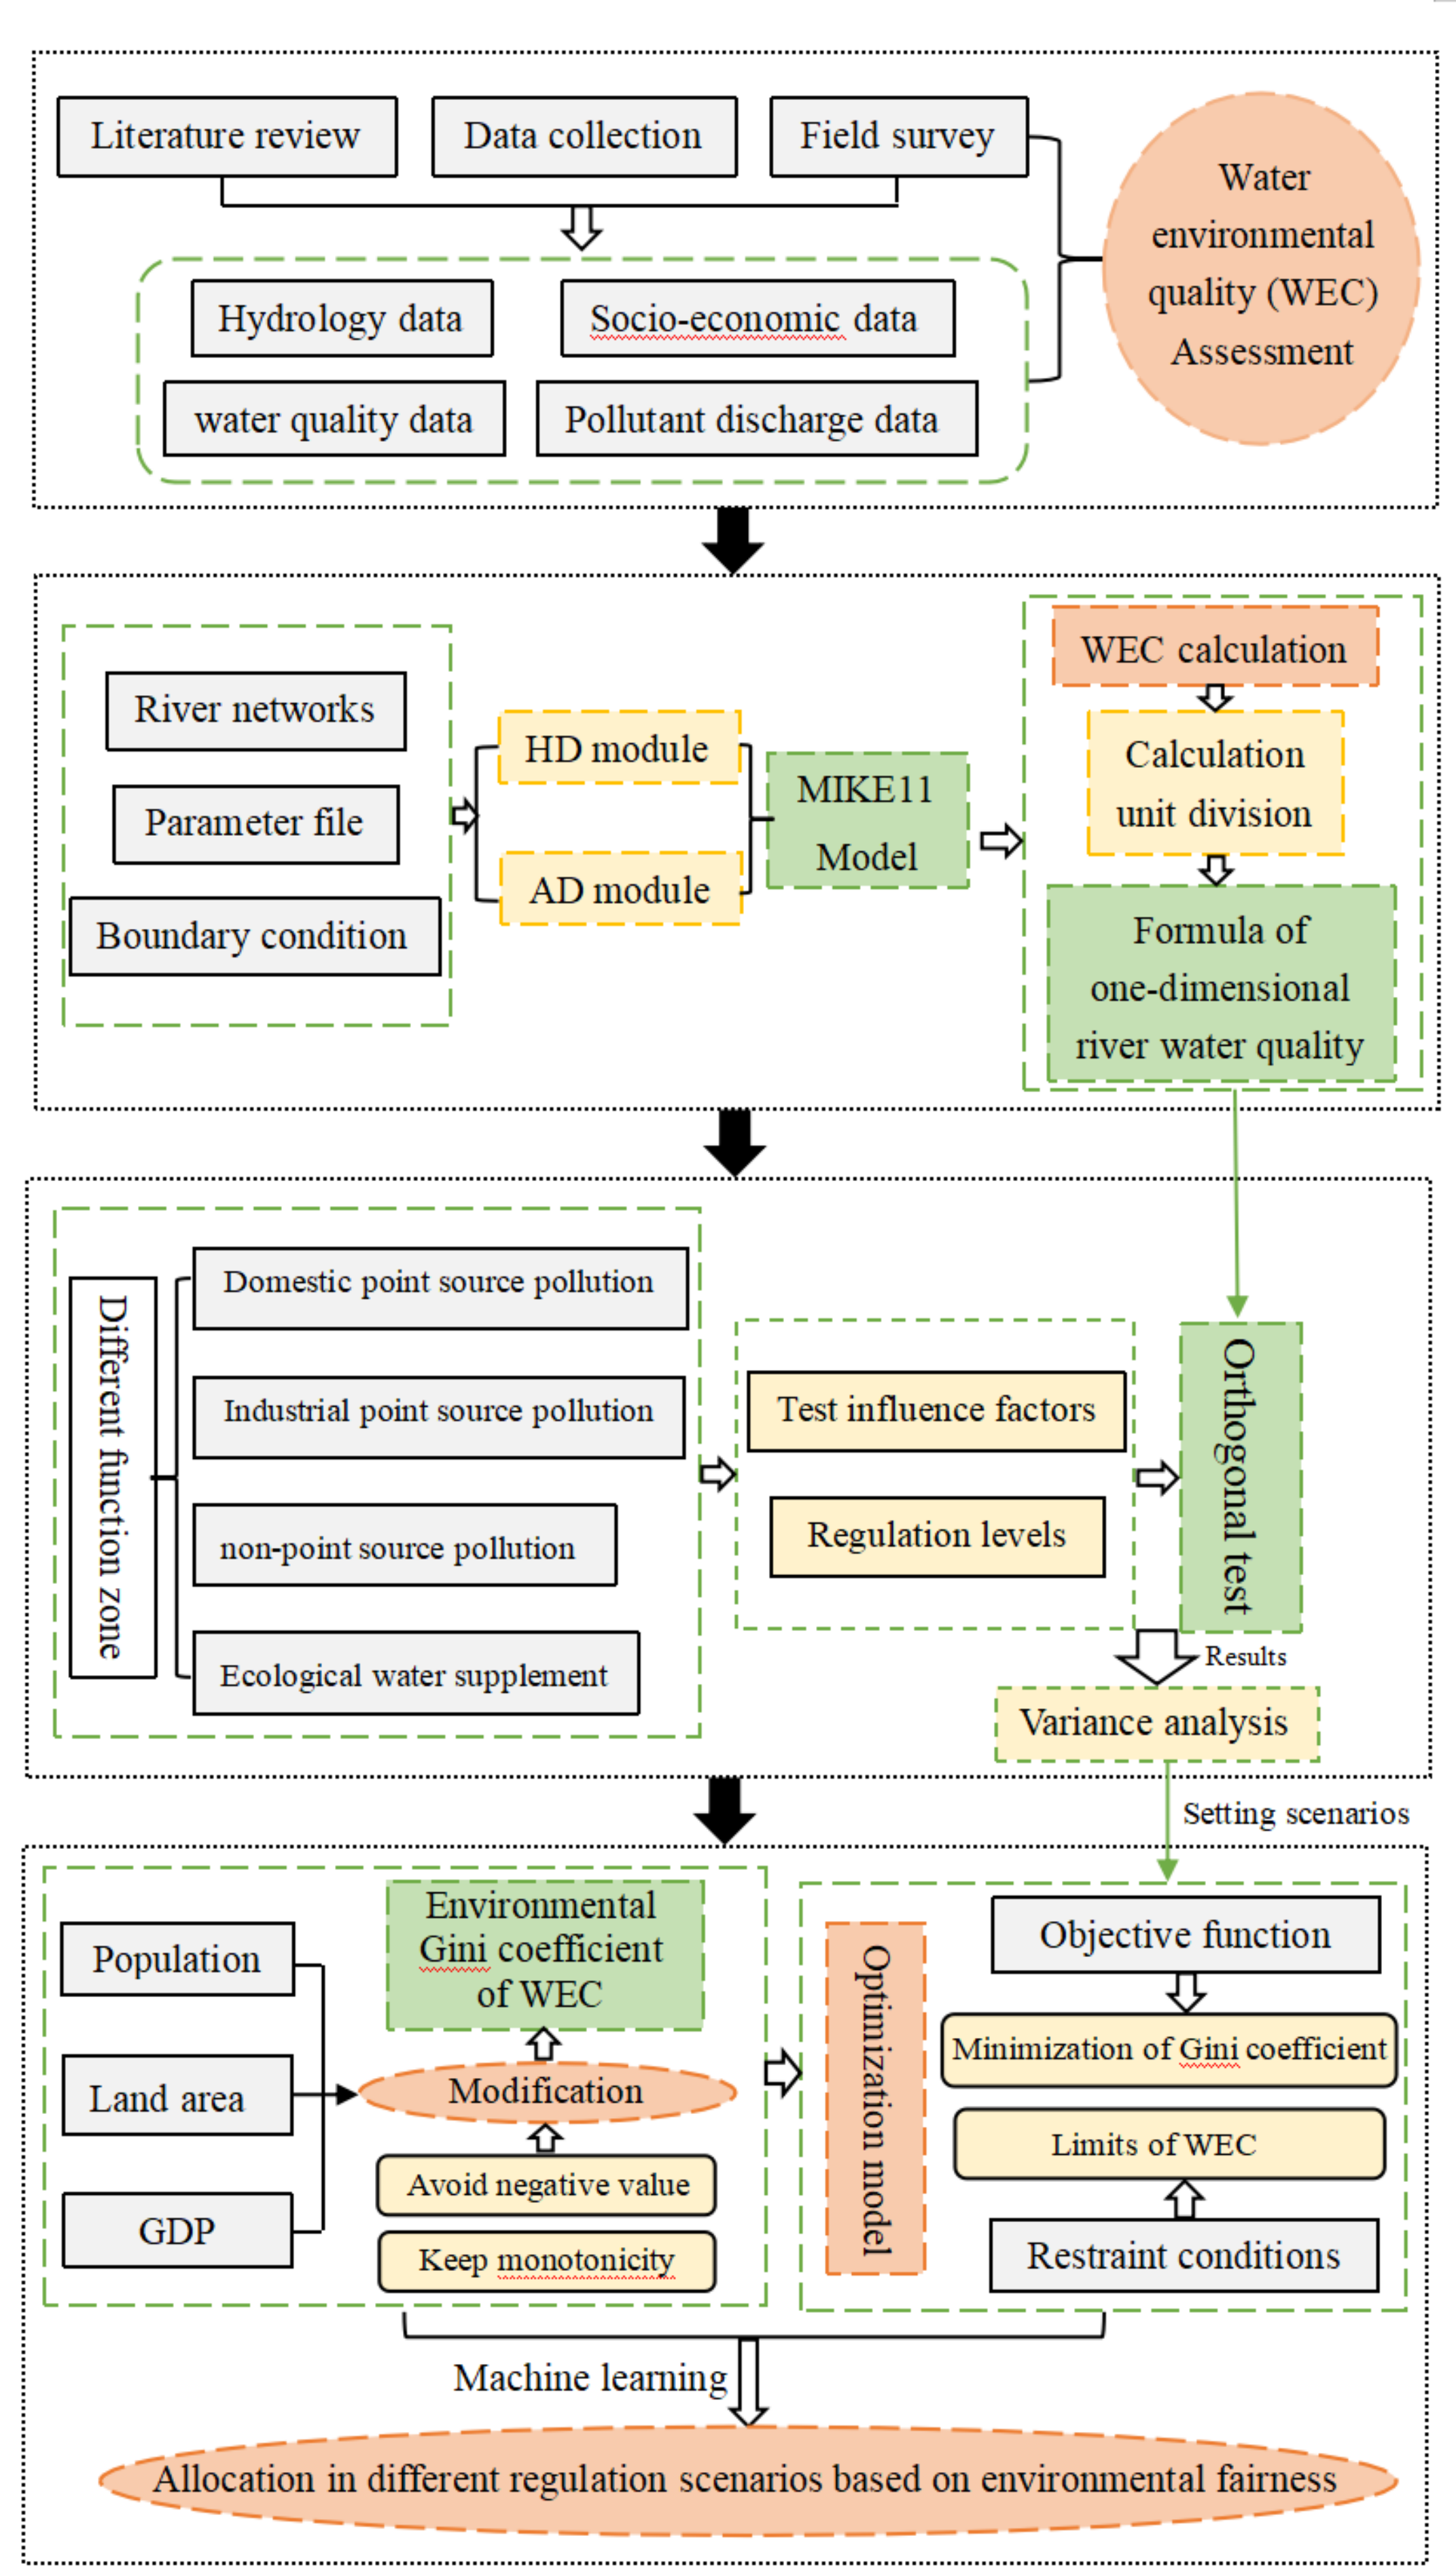 Literature review
Data collection
Field survey
Water
environmental
quality (WEC)
Assessment
Hydrology data
Socio-economic data
water quality data
Pollutant discharge data
River networks
Parameter file
Boundary condition
HD module
AD module
MIKE11
Model
WEC calculation
Calculation
unit division
Formula of
one-dimensional
river water quality
Different function zone
Domestic point source pollution
Industrial point source pollution
non-point source pollution
Ecological water supplement
Test influence factors
Regulation levels
Orthogonal test
Results
Variance analysis
Setting scenarios
Population
Land area
GDP
Environmental
Gini coefficient
of WEC
Modification
Avoid negative value
Keep monotonicity
Optimization model
Objective function
Minimization of Gini coefficient
Limits of WEC
Restraint conditions
Machine learning
Allocation in different regulation scenarios based on environmental fairness